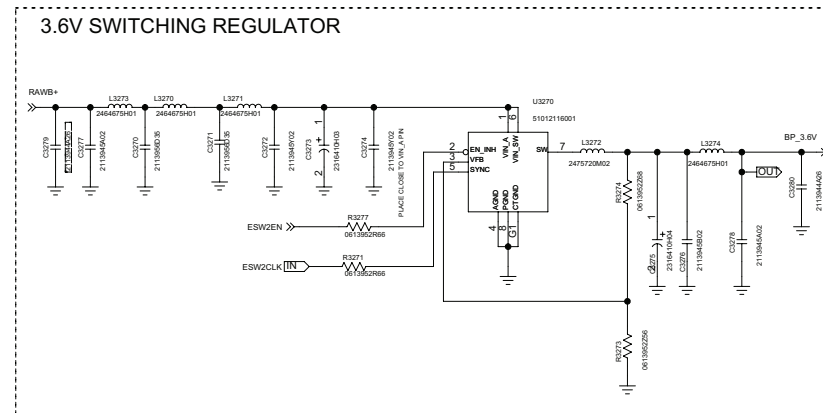 3.6V SWITCHING REGULATOR
RAWB+
L3273
2464675H01
L3270
2464675H01
L3271
2464675H01
C3279
2113944A26
C3277
2113945A02
C3270
2113956D35
C3271
2113956D35
C3272
2113945Y02
C3273
2316410H03
1
+
2
C3274
2113945Y02
PLACE CLOSE TO VIN_A PIN
U3270
51012116001
1
6
VIN_A
VIN_SW
2
EN_INH
3
VFB
5
SYNC
SW
7
AGND
PGND
CTGND
4
8
G1
ESW2EN
R3277
0613952R66
ESW2CLK
IN
R3271
0613952R66
L3272
2475720M02
R3274
0613952Z68
R3273
0613952Z56
1
+
2
C3275
2316410H04
C3276
2113945B02
L3274
2464675H01
OUT
C3278
2113945A02
C3280
2113944A26
BP_3.6V